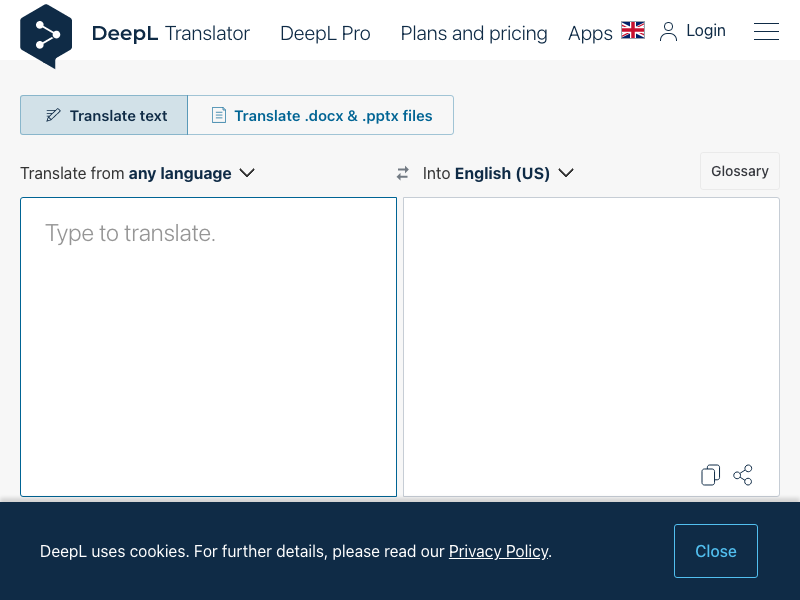 DeepL Translator DeepL Pro Plans and pricing Apps Login
Translate text Translate .docx & .pptx files
Translate from any language Into English (US) Glossary
Type to translate.
DeepL uses cookies. For further details, please read our Privacy Policy. Close